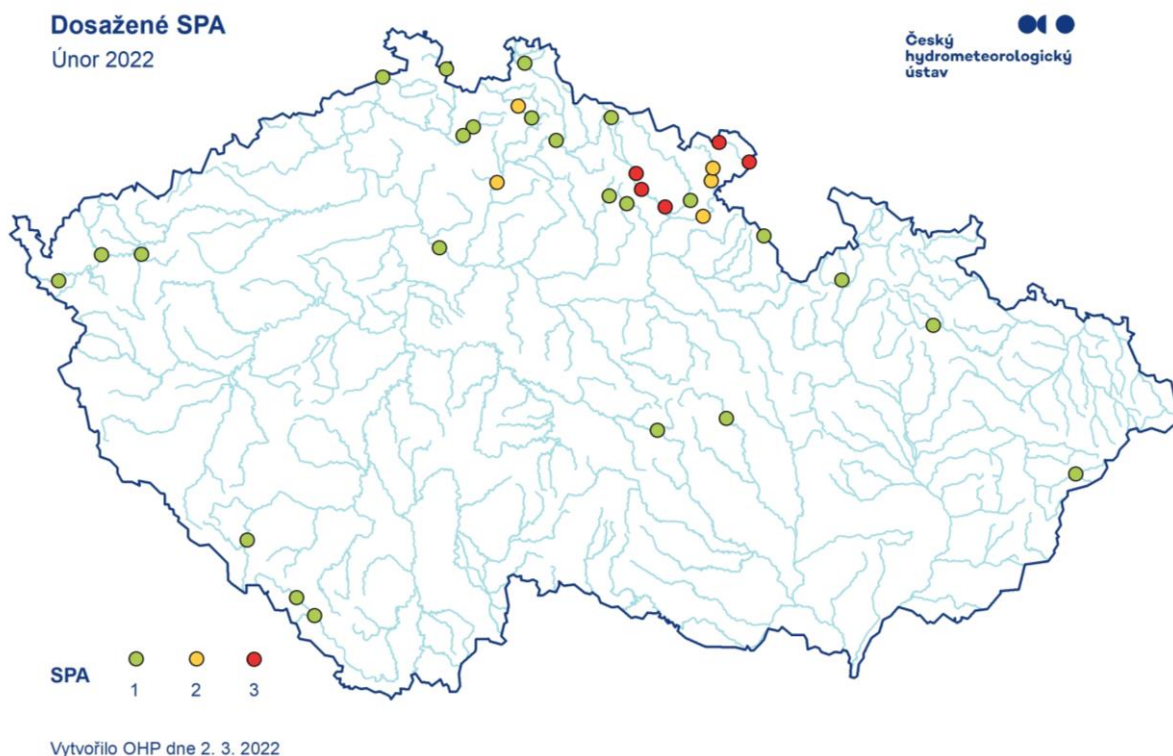 Dosažené SPA
Únor 2022
Český
hydrometeorologický
ústav
SPA
1 2 3
Vytvořilo OHP dne 2. 3. 2022